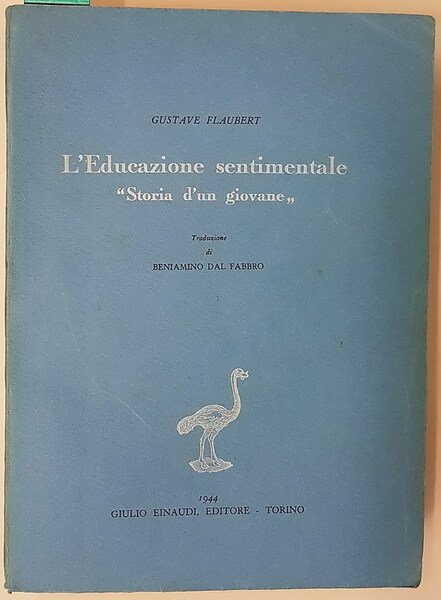 GUSTAVE FLAUBERT
L'Educazione sentimentale
“Storia d'un giovane„
Traduzione
di
BENIAMINO DAL FABBRO
1944
GIULIO EINAUDI, EDITORE - TORINO